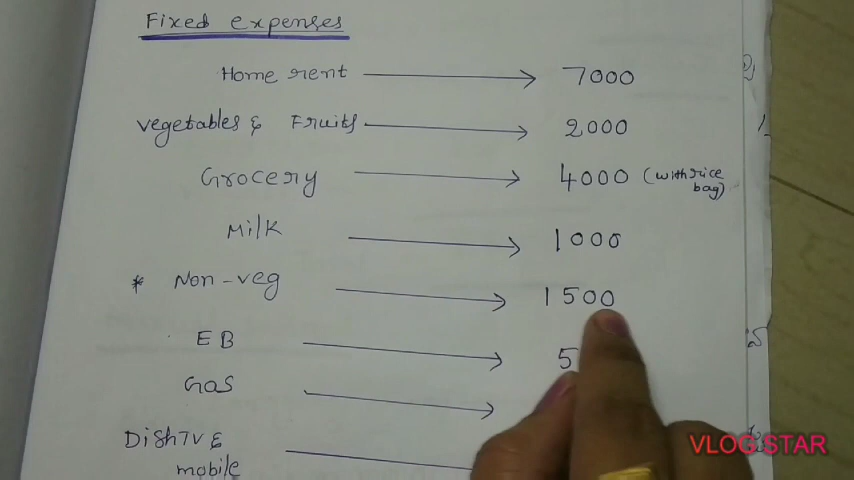 Fixed expenses
Home rent 7000
Vegetables & Fruits 2000
Grocery 4000 (with rice
bag)
Milk 1000
* Non-veg 1500
EB 5
Gas
DishTV &
mobile
VLOG STAR